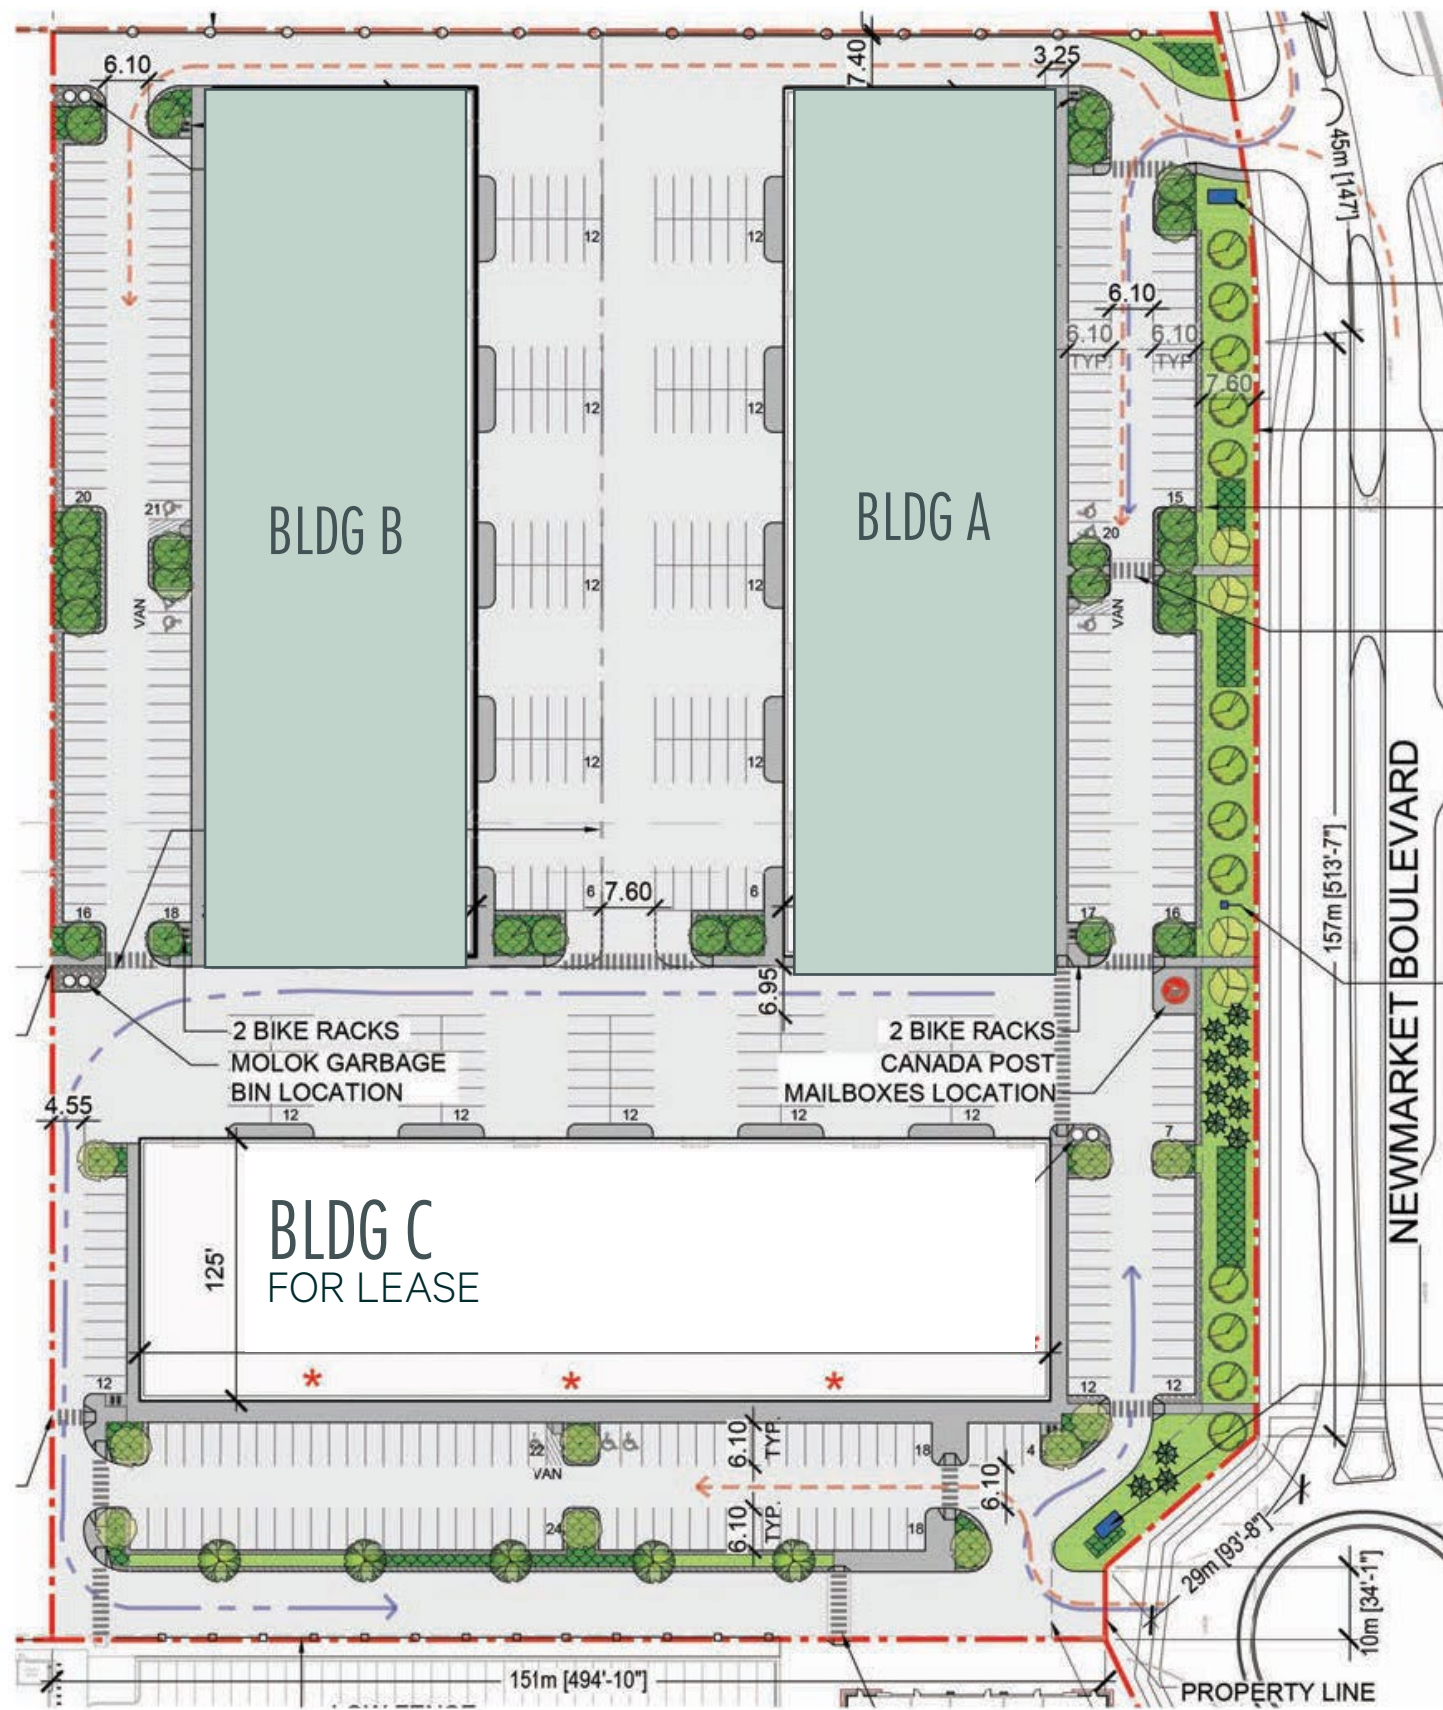 7.40
3.25
6.10
45m [147']
12
12
6.10
6.10
TYP.
6.10
TYP.
7.60
12
12
20
21
BLDG B
BLDG A
15
20
12
12
VAN
VAN
12
12
NEWMARKET BOULEVARD
157m [513'-7"]
16
18
6
7.60
6
17
16
6.95
2 BIKE RACKS
MOLOK GARBAGE
BIN LOCATION
2 BIKE RACKS
CANADA POST
MAILBOXES LOCATION
4.55
12
12
12
12
12
7
BLDG C
FOR LEASE
125'
12
12
12
22
VAN
6.10
TYP.
18
4
6.10
24
6.10
TYP.
18
29m [93'-8"]
10m [34'-1"]
151m [494'-10"]
PROPERTY LINE